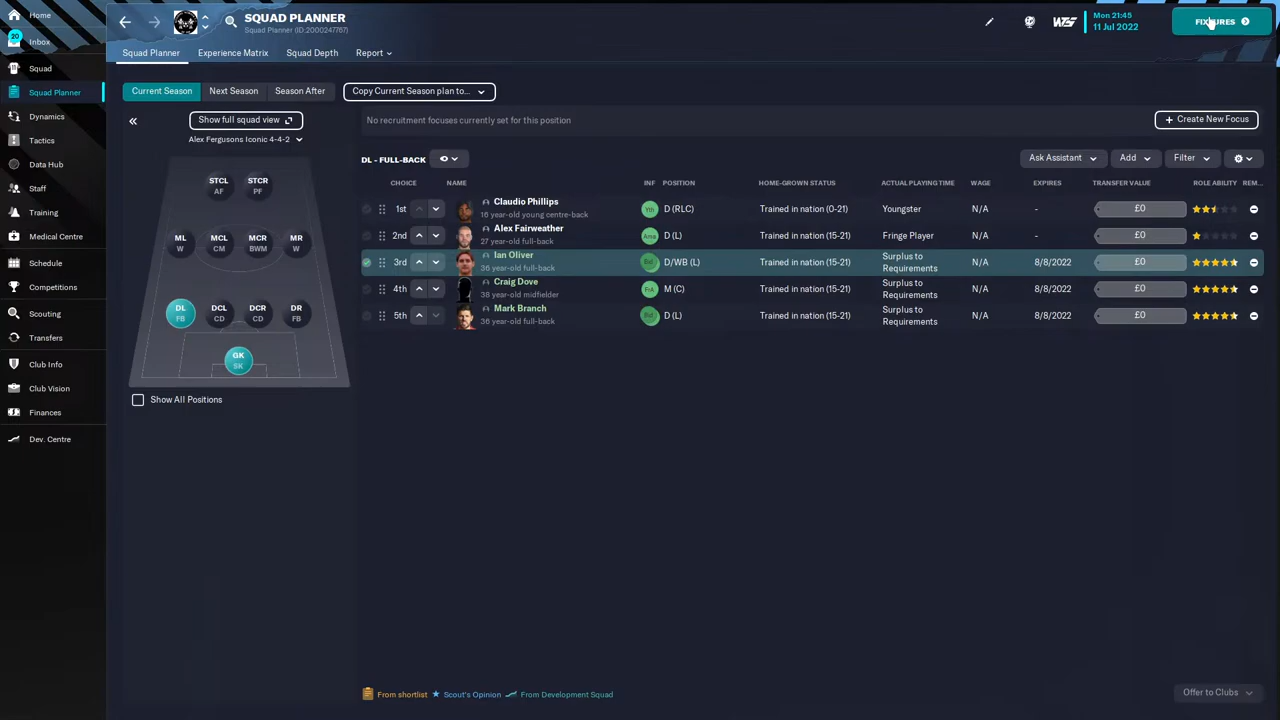 Home
20
Inbox
Squad
Squad Planner
Dynamics
Tactics
Data Hub
Staff
Training
Medical Centre
Schedule
Competitions
Scouting
Transfers
Club Info
Club Vision
Finances
Dev. Centre
SQUAD PLANNER
Squad Planner (ID:2000247787)
Mon 21:45
11 Jul 2022
FIXTURES
Squad Planner Experience Matrix Squad Depth Report
Current Season Next Season Season After Copy Current Season plan to...
Show full squad view
Alex Fergusons Iconic 4-4-2
STCL STCR
AF PF
ML MCL MCR MR
W CM BWM W
DL DCL DCR DR
FB CD CD FB
GK
SK
Show All Positions
No recruitment focuses currently set for this position
+ Create New Focus
DL - FULL-BACK
Ask Assistant Add Filter
CHOICE NAME INF POSITION HOME-GROWN STATUS ACTUAL PLAYING TIME WAGE EXPIRES TRANSFER VALUE ROLE ABILITY REM...
1st Claudio Phillips Yth D (RLC) Trained in nation (0-21) Youngster N/A - £0
16 year-old young centre-back
2nd Alex Fairweather D (L) Trained in nation (15-21) Fringe Player N/A - £0
27 year-old full-back
3rd Ian Oliver Bid D/WB (L) Trained in nation (15-21) Surplus to Requirements N/A 8/8/2022 £0
36 year-old full-back
4th Craig Dove M (C) Trained in nation (15-21) Surplus to Requirements N/A 8/8/2022 £0
38 year-old midfielder
5th Mark Branch Bid D (L) Trained in nation (15-21) Surplus to Requirements N/A 8/8/2022 £0
36 year-old full-back
From shortlist Scout's Opinion From Development Squad
Offer to Clubs